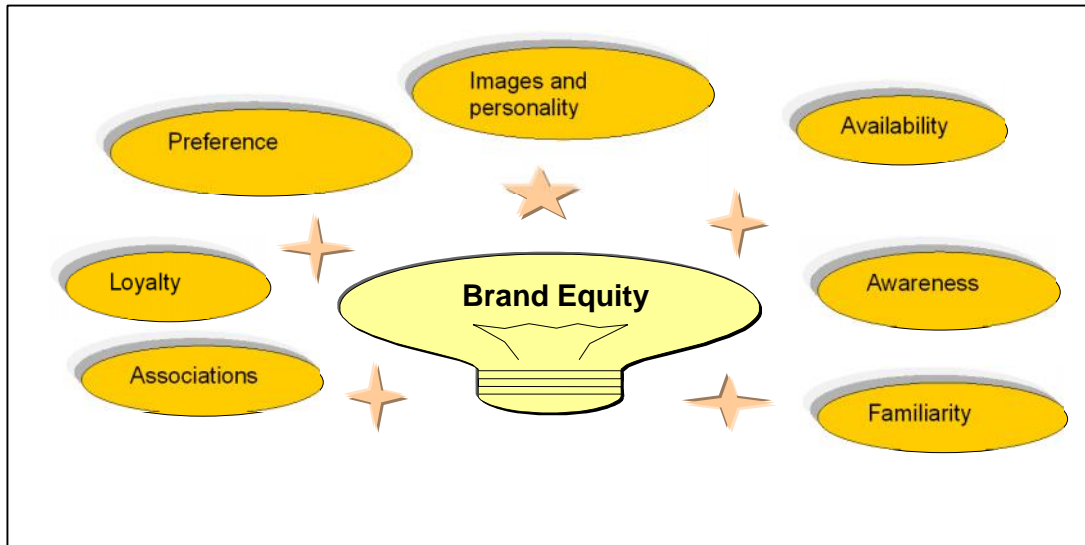 Images and
personality
Preference
Availability
Loyalty
Brand Equity
Awareness
Associations
Familiarity